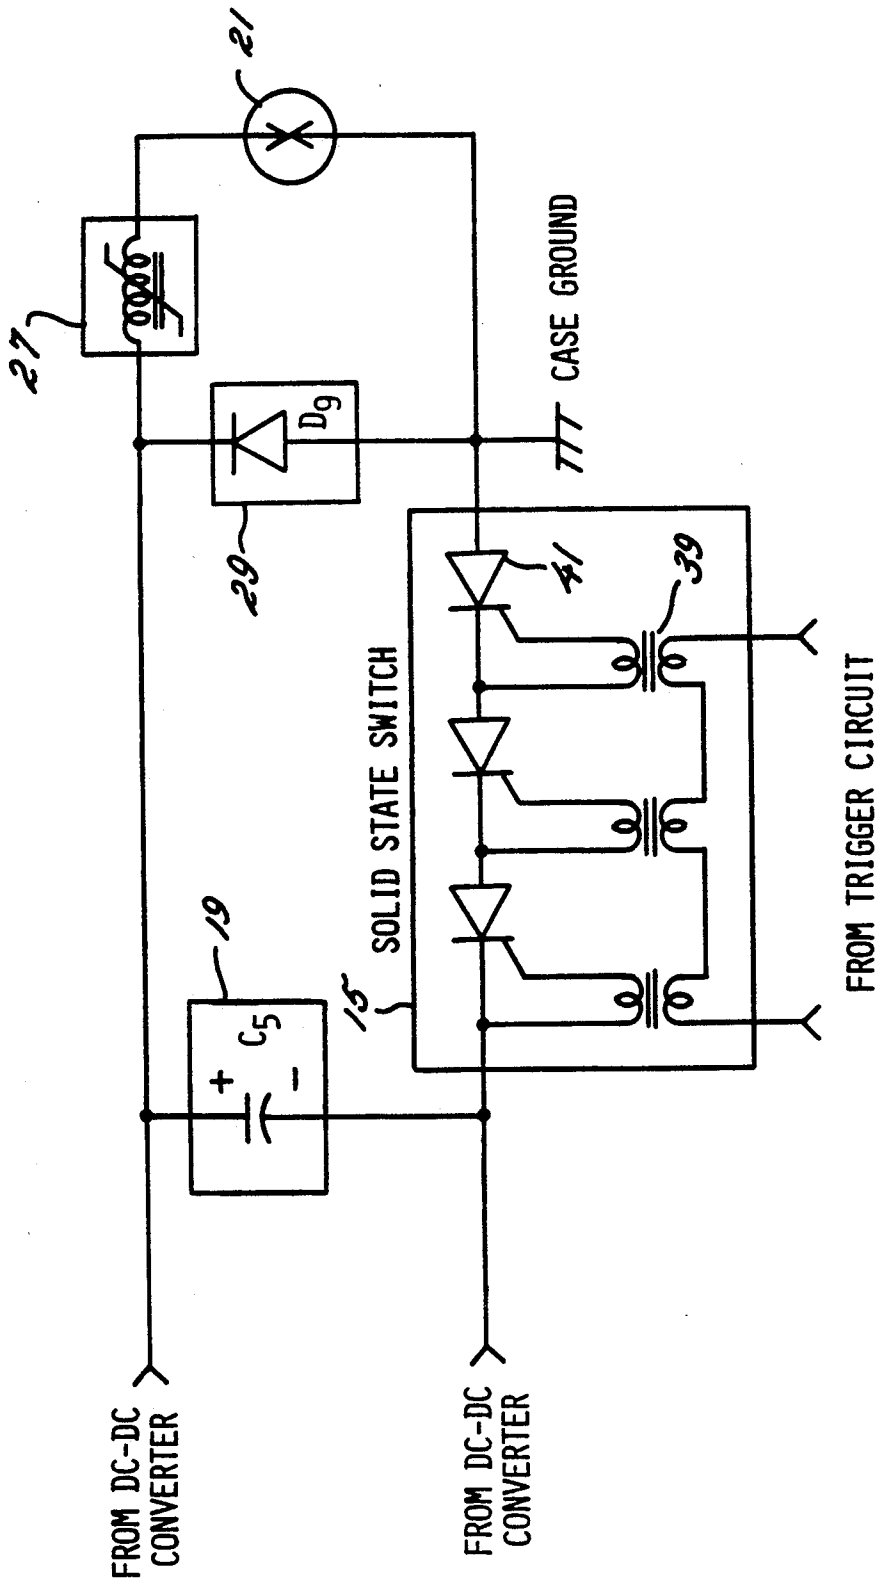 FROM DC-DC
CONVERTER
19
+
C5
-
29
D9
27
21
FROM DC-DC
CONVERTER
15
SOLID STATE SWITCH
41
39
CASE GROUND
FROM TRIGGER CIRCUIT